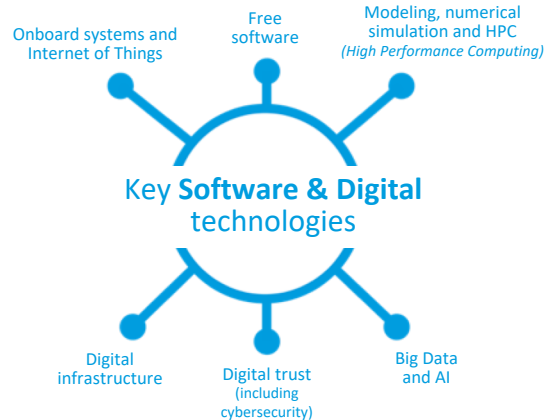 Onboard systems and
Internet of Things
Free
software
Modeling, numerical
simulation and HPC
(High Performance Computing)
Key Software & Digital
technologies
Digital
infrastructure
Digital trust
(including
cybersecurity)
Big Data
and AI